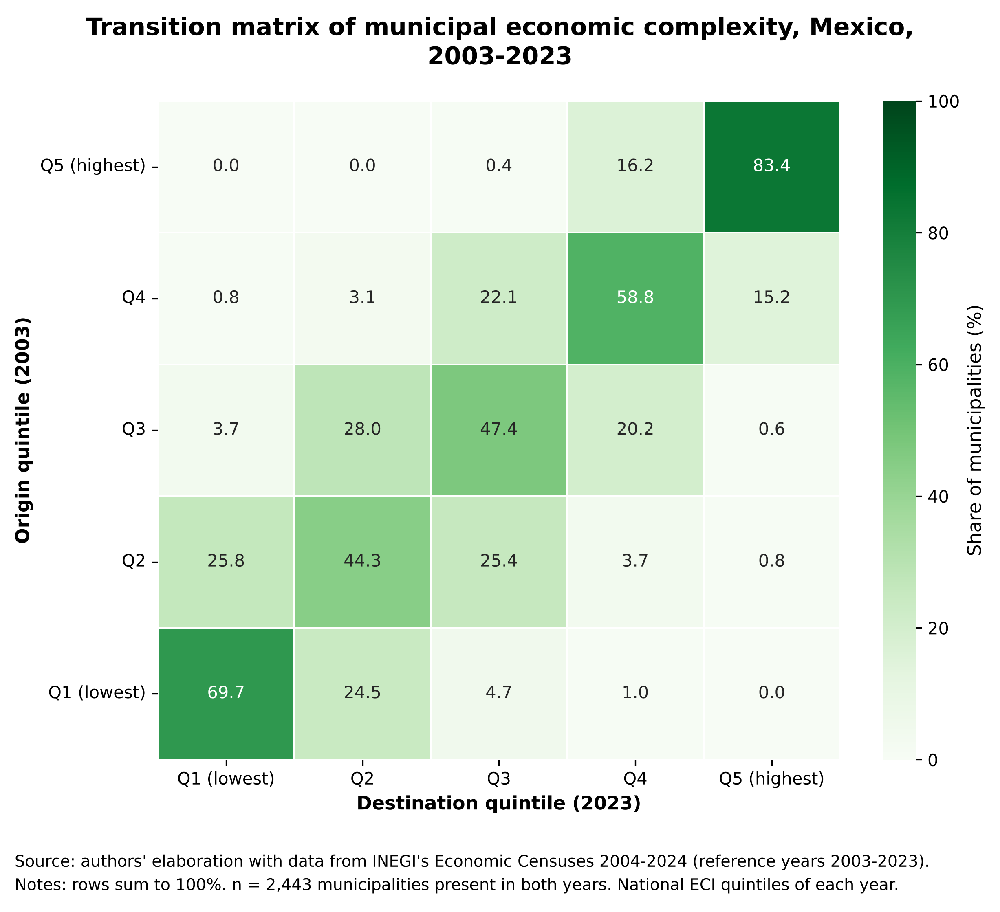 Transition matrix of municipal economic complexity, Mexico,
2003-2023
Origin quintile (2003)
Q5 (highest) 0.0 0.0 0.4 16.2 83.4
Q4 0.8 3.1 22.1 58.8 15.2
Q3 3.7 28.0 47.4 20.2 0.6
Q2 25.8 44.3 25.4 3.7 0.8
Q1 (lowest) 69.7 24.5 4.7 1.0 0.0
Q1 (lowest) Q2 Q3 Q4 Q5 (highest)
Destination quintile (2023)
100
80
60
40
20
0
Share of municipalities (%)
Source: authors' elaboration with data from INEGI's Economic Censuses 2004-2024 (reference years 2003-2023).
Notes: rows sum to 100%. n = 2,443 municipalities present in both years. National ECI quintiles of each year.